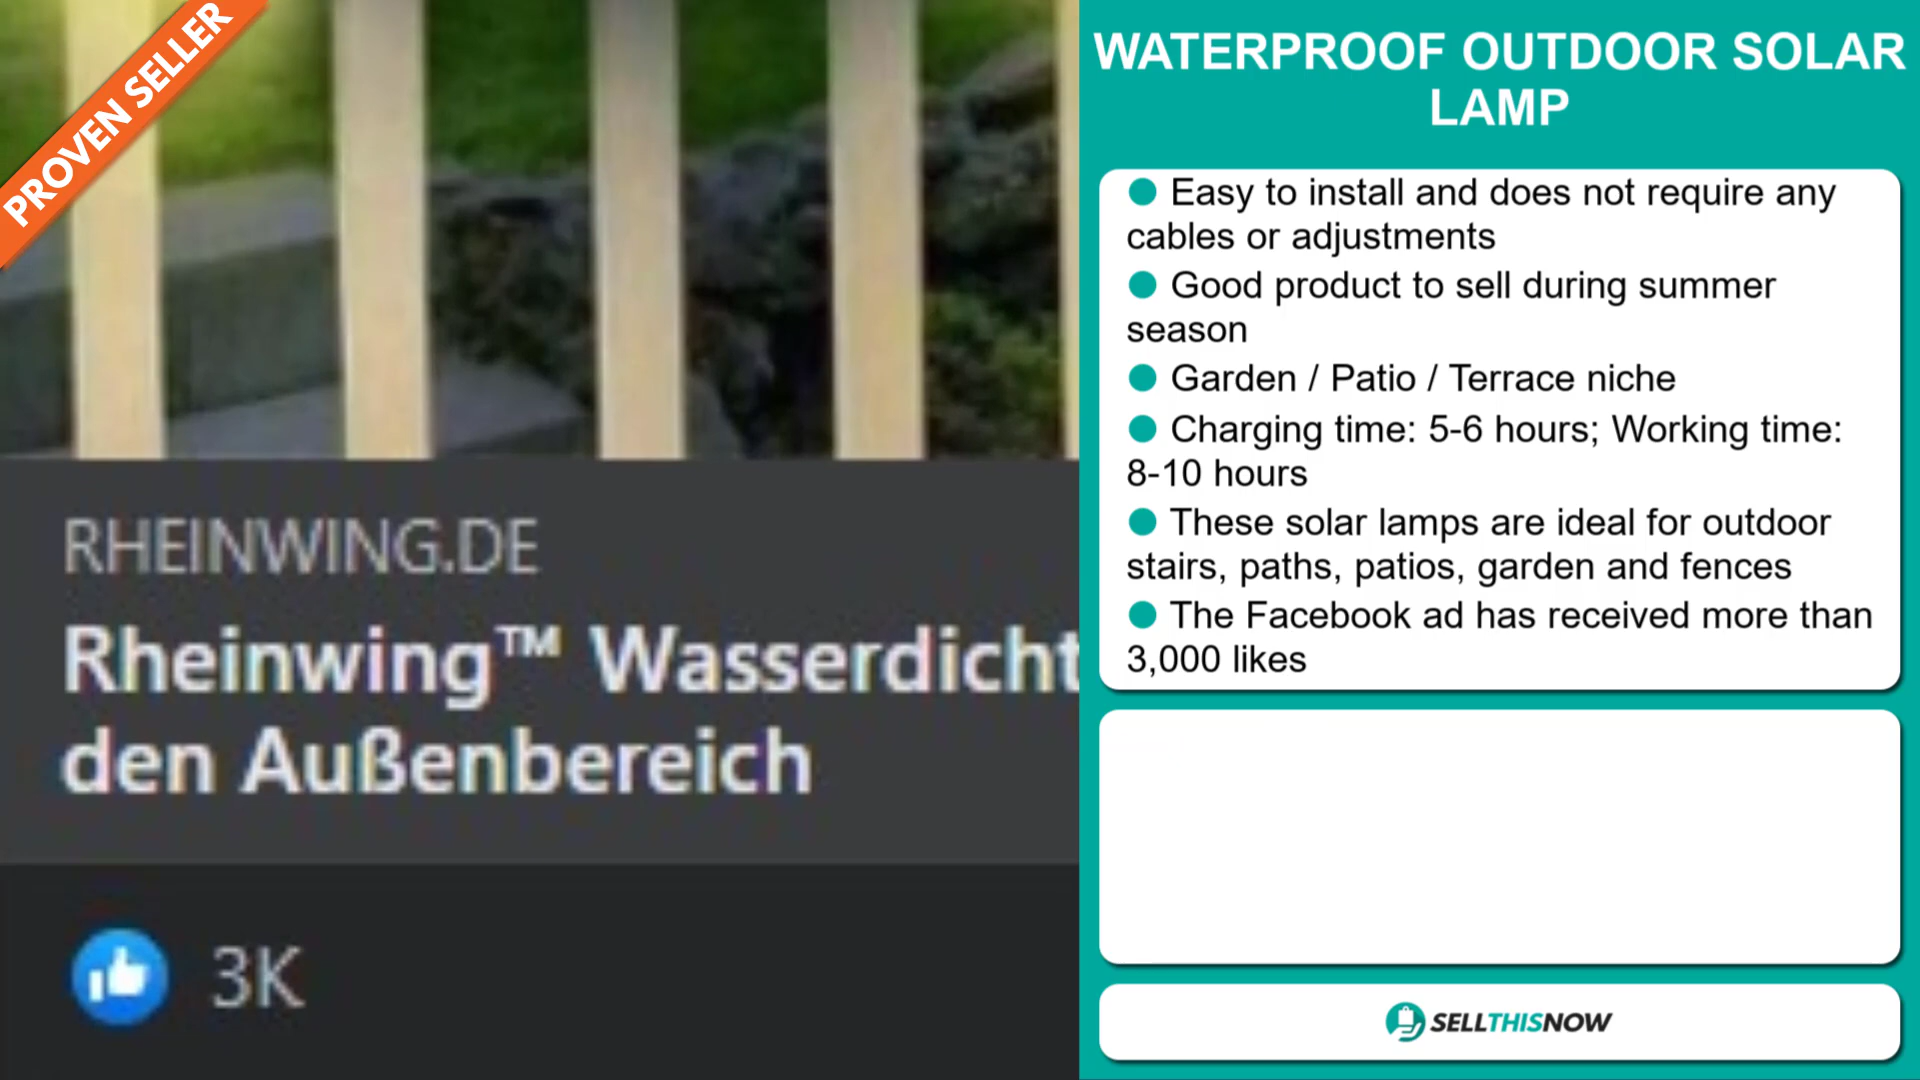 PROVEN SELLER
RHEINWING.DE
Rheinwing™ Wasserdicht
den Außenbereich
3K
WATERPROOF OUTDOOR SOLAR
LAMP
● Easy to install and does not require any
cables or adjustments
● Good product to sell during summer
season
● Garden / Patio / Terrace niche
● Charging time: 5-6 hours; Working time:
8-10 hours
● These solar lamps are ideal for outdoor
stairs, paths, patios, garden and fences
● The Facebook ad has received more than
3,000 likes
SELLTHISNOW